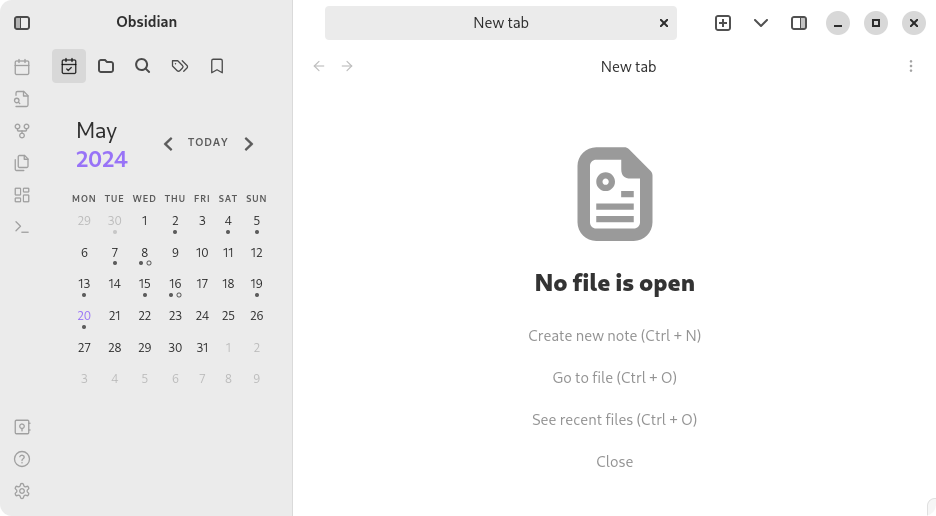 Obsidian
New tab
New tab
May
2024
TODAY
MON TUE WED THU FRI SAT SUN
29 30 1 2 3 4 5
6 7 8 9 10 11 12
13 14 15 16 17 18 19
20 21 22 23 24 25 26
27 28 29 30 31 1 2
3 4 5 6 7 8 9
No file is open
Create new note (Ctrl + N)
Go to file (Ctrl + O)
See recent files (Ctrl + O)
Close